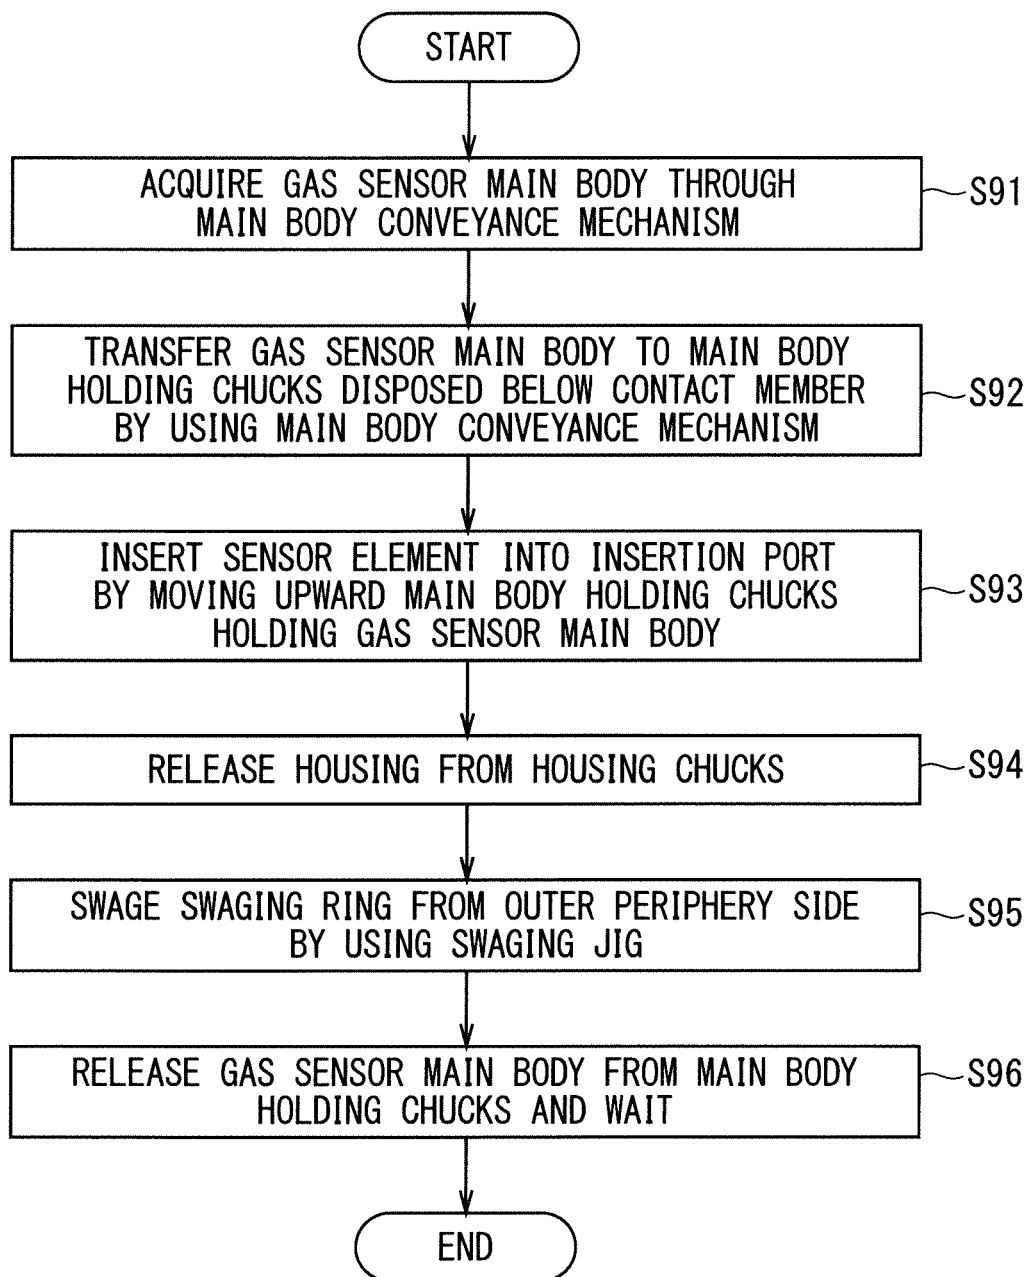 START
ACQUIRE GAS SENSOR MAIN BODY THROUGH
MAIN BODY CONVEYANCE MECHANISM
S91
TRANSFER GAS SENSOR MAIN BODY TO MAIN BODY
HOLDING CHUCKS DISPOSED BELOW CONTACT MEMBER
BY USING MAIN BODY CONVEYANCE MECHANISM
S92
INSERT SENSOR ELEMENT INTO INSERTION PORT
BY MOVING UPWARD MAIN BODY HOLDING CHUCKS
HOLDING GAS SENSOR MAIN BODY
S93
RELEASE HOUSING FROM HOUSING CHUCKS
S94
SWAGE SWAGING RING FROM OUTER PERIPHERY SIDE
BY USING SWAGING JIG
S95
RELEASE GAS SENSOR MAIN BODY FROM MAIN BODY
HOLDING CHUCKS AND WAIT
S96
END